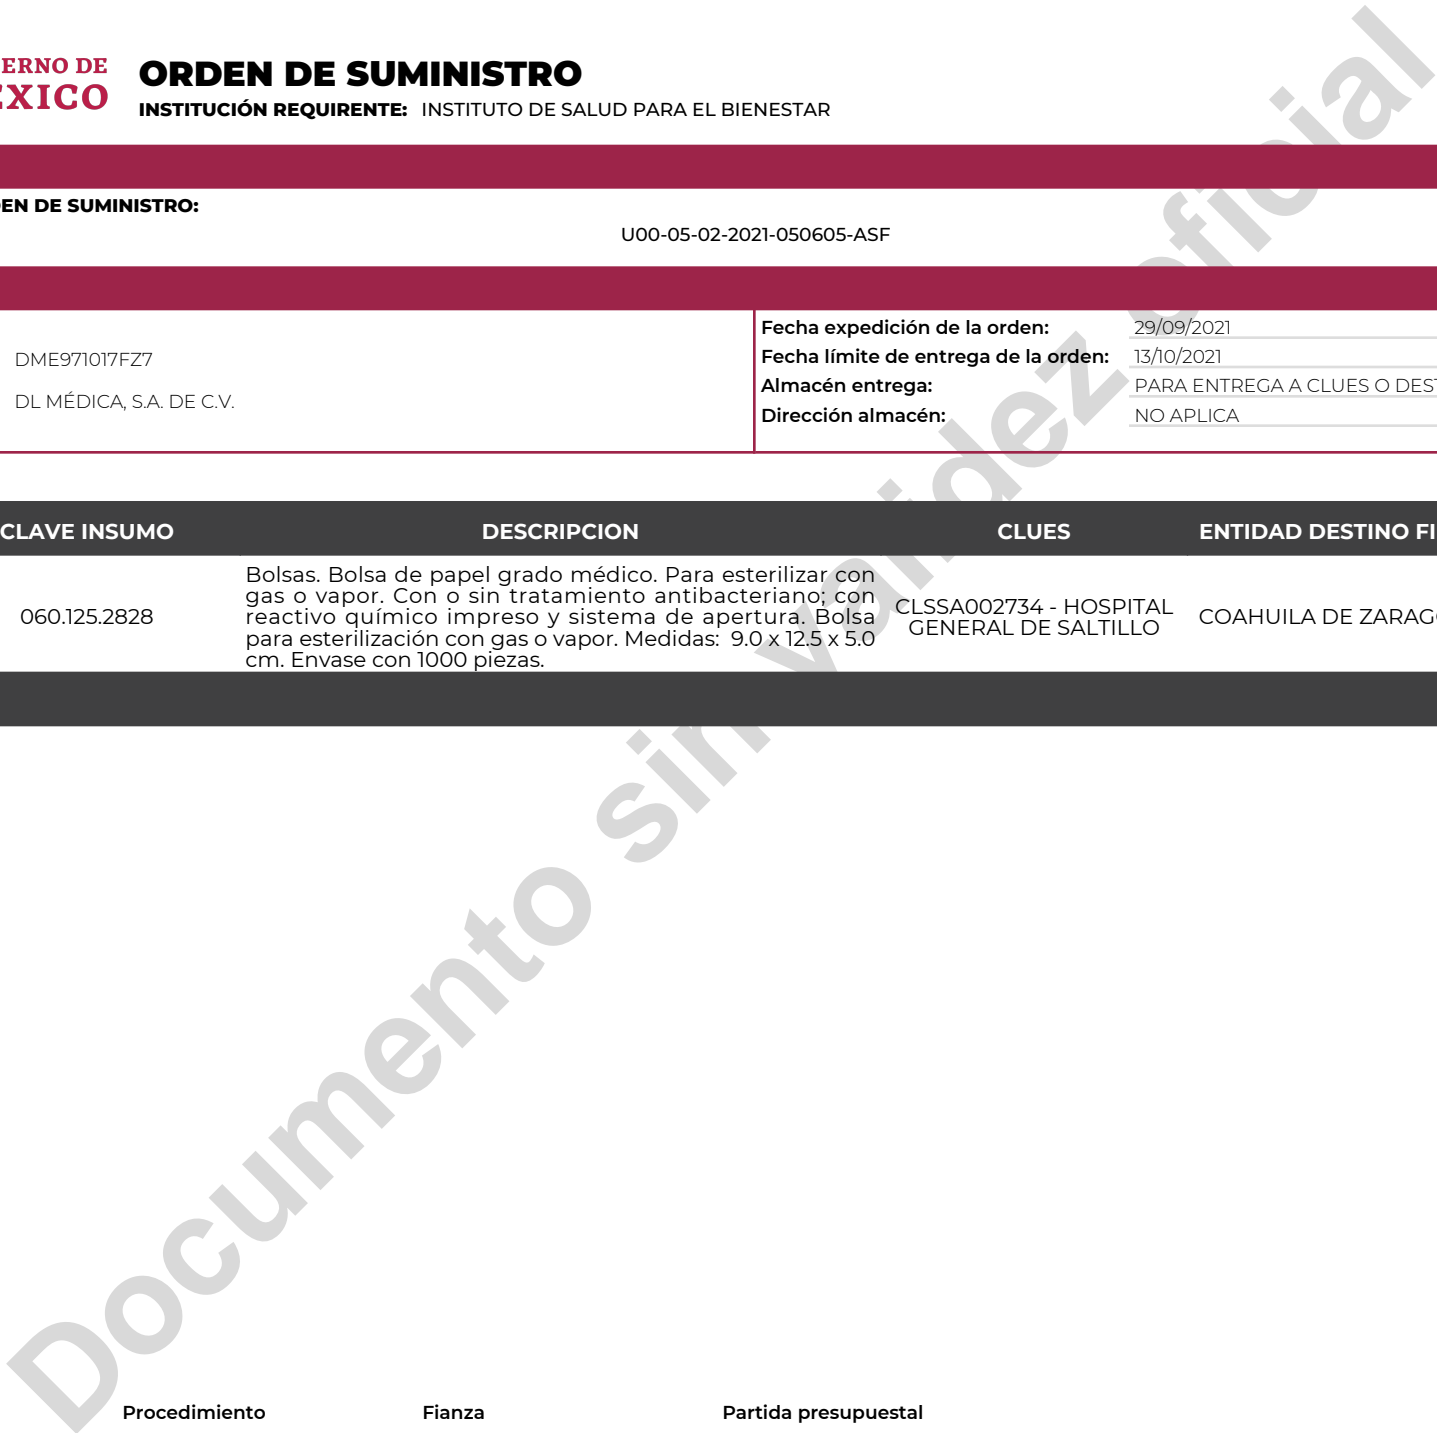 ERNO DE
EXICO
ORDEN DE SUMINISTRO
INSTITUCIÓN REQUIRENTE: INSTITUTO DE SALUD PARA EL BIENESTAR
EN DE SUMINISTRO:
U00-05-02-2021-050605-ASF
DME971017FZ7
DL MÉDICA, S.A. DE C.V.
Fecha expedición de la orden: 29/09/2021
Fecha límite de entrega de la orden: 13/10/2021
Almacén entrega: PARA ENTREGA A CLUES O DEST
Dirección almacén: NO APLICA
CLAVE INSUMO DESCRIPCION CLUES ENTIDAD DESTINO FI
060.125.2828
Bolsas. Bolsa de papel grado médico. Para esterilizar con
gas o vapor. Con o sin tratamiento antibacteriano; con
reactivo químico impreso y sistema de apertura. Bolsa
para esterilización con gas o vapor. Medidas: 9.0 x 12.5 x 5.0
cm. Envase con 1000 piezas.
CLSSA002734 - HOSPITAL
GENERAL DE SALTILLO
COAHUILA DE ZARAGO
Documento sin validez oficial
Procedimiento Fianza Partida presupuestal